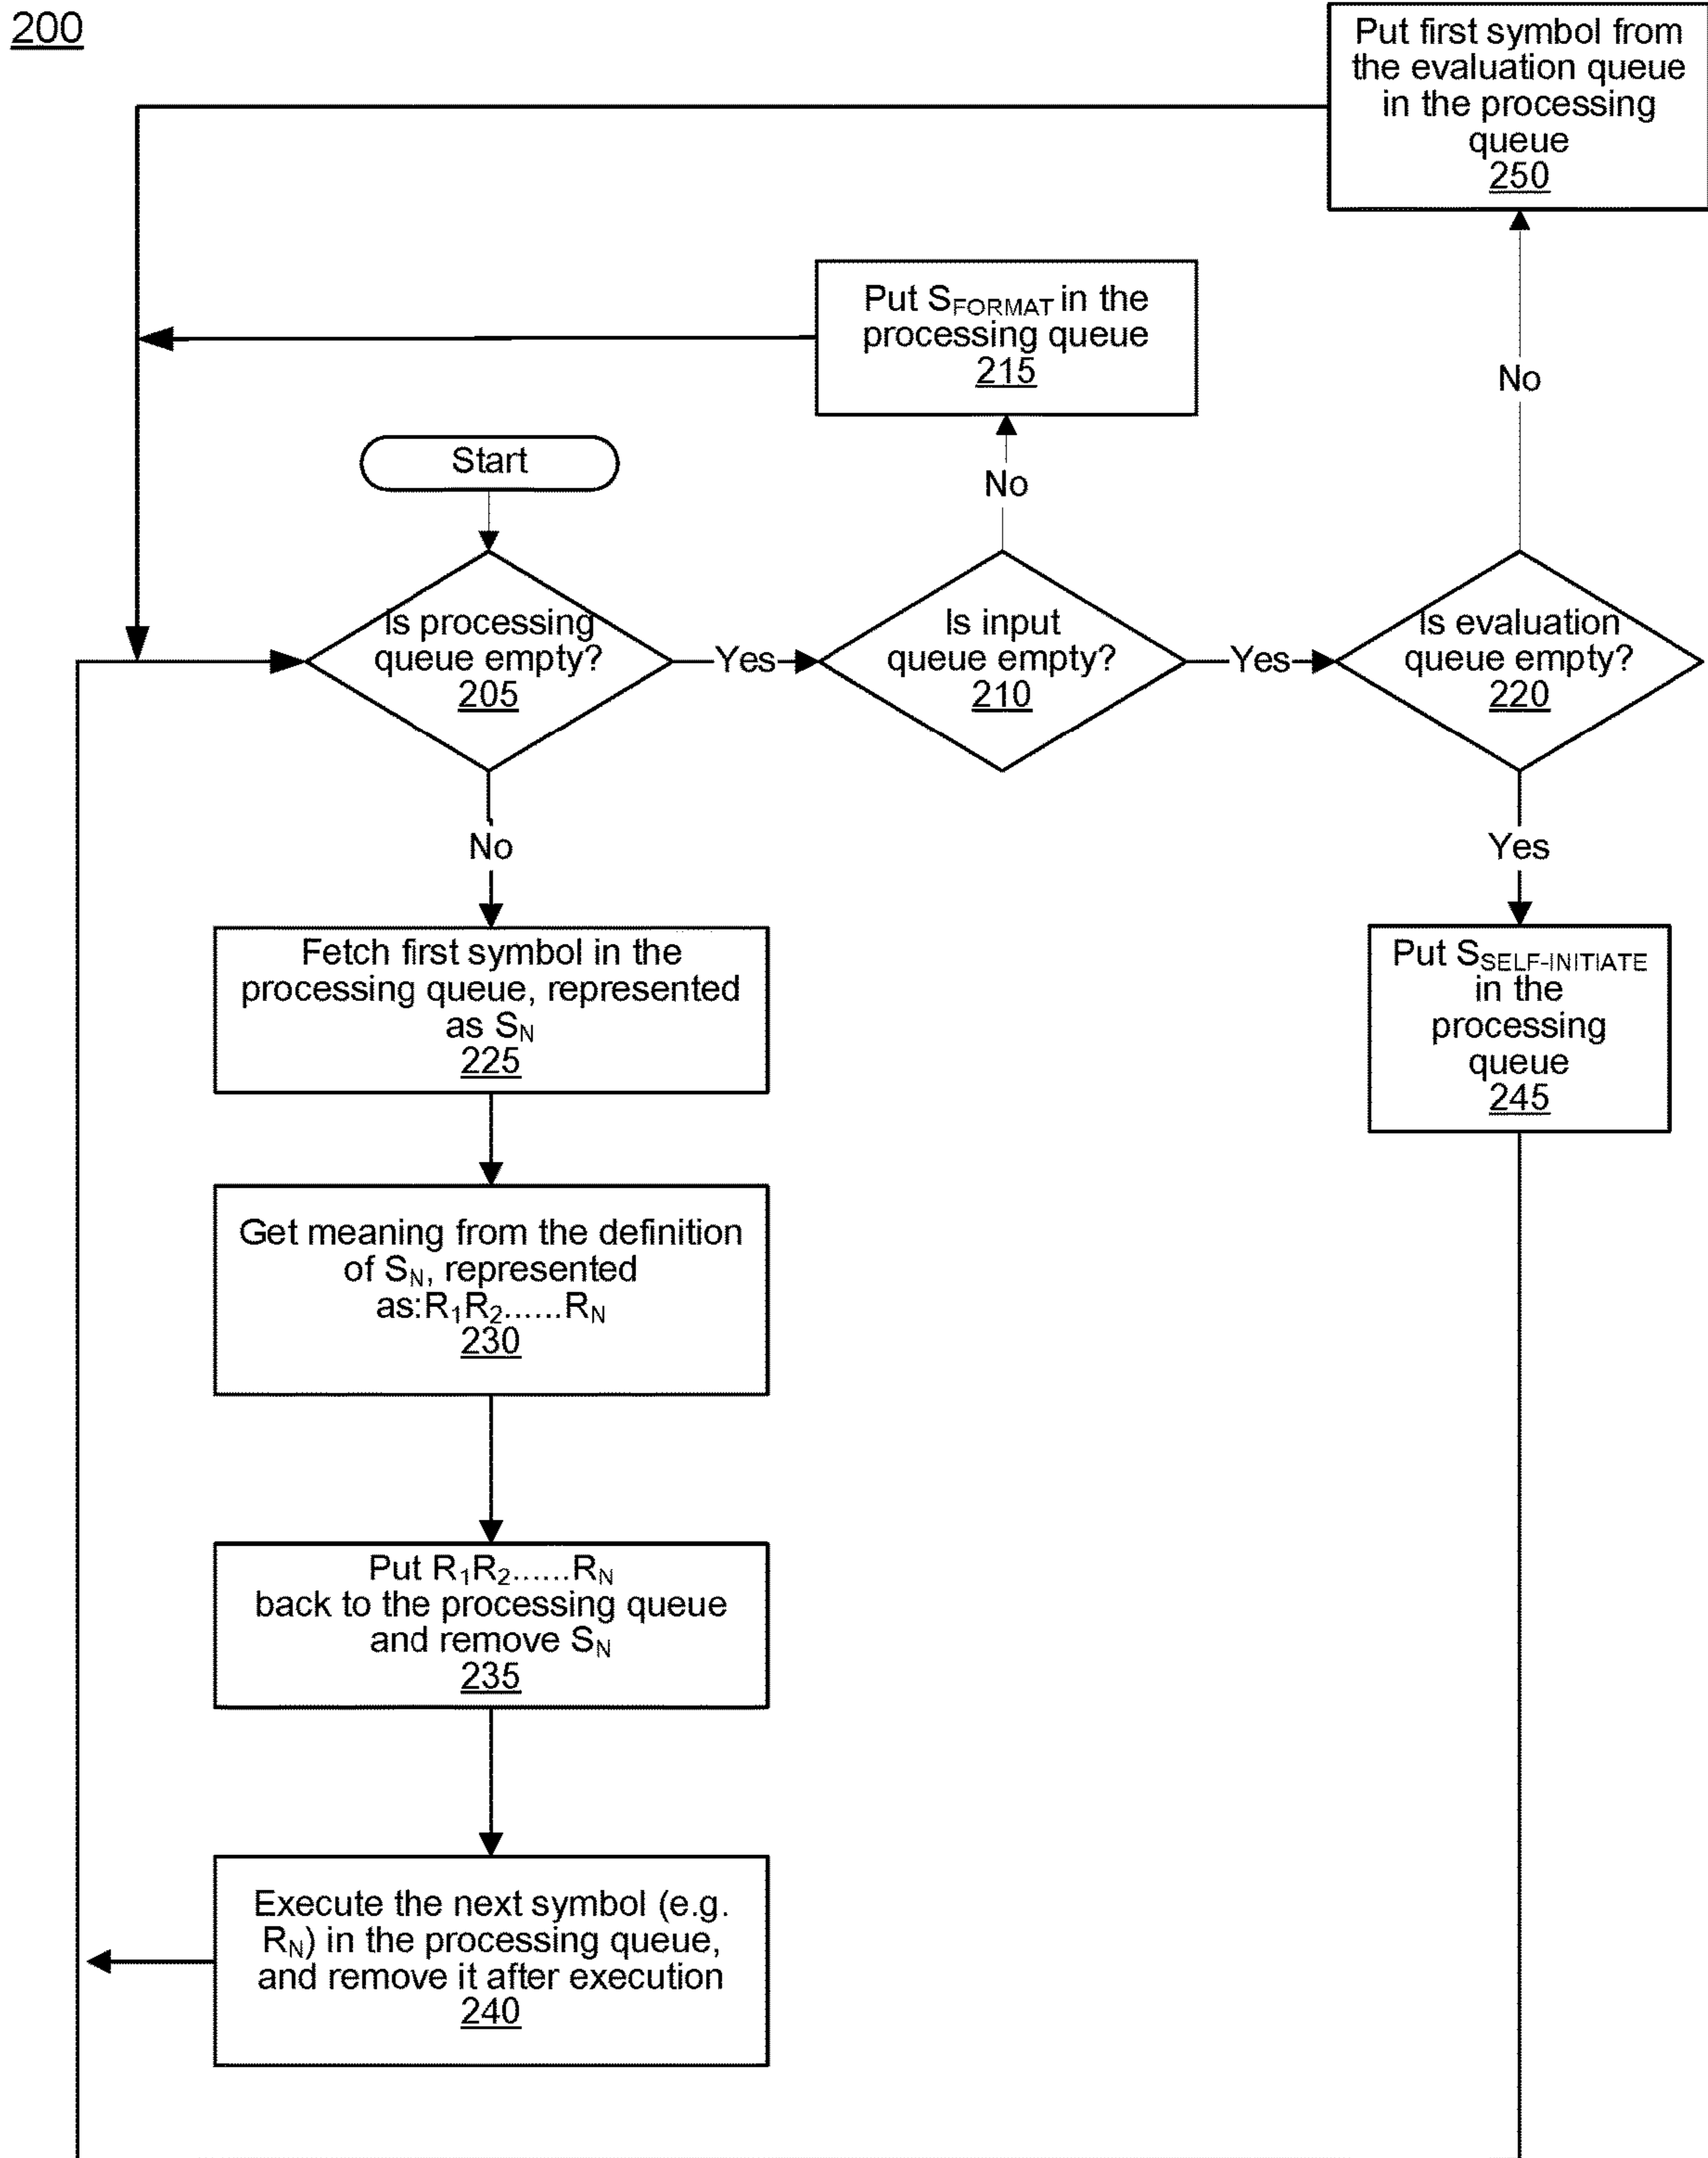 200
Put first symbol from
the evaluation queue
in the processing
queue
250
Put SFORMAT in the
processing queue
215
No
Start
No
Is processing
queue empty?
205
Yes
Is input
queue empty?
210
Yes
Is evaluation
queue empty?
220
No
Yes
Fetch first symbol in the
processing queue, represented
as SN
225
Put SSELF-INITIATE
in the
processing
queue
245
Get meaning from the definition
of SN, represented
as:R1R2......RN
230
Put R1R2......RN
back to the processing queue
and remove SN
235
Execute the next symbol (e.g.
RN) in the processing queue,
and remove it after execution
240